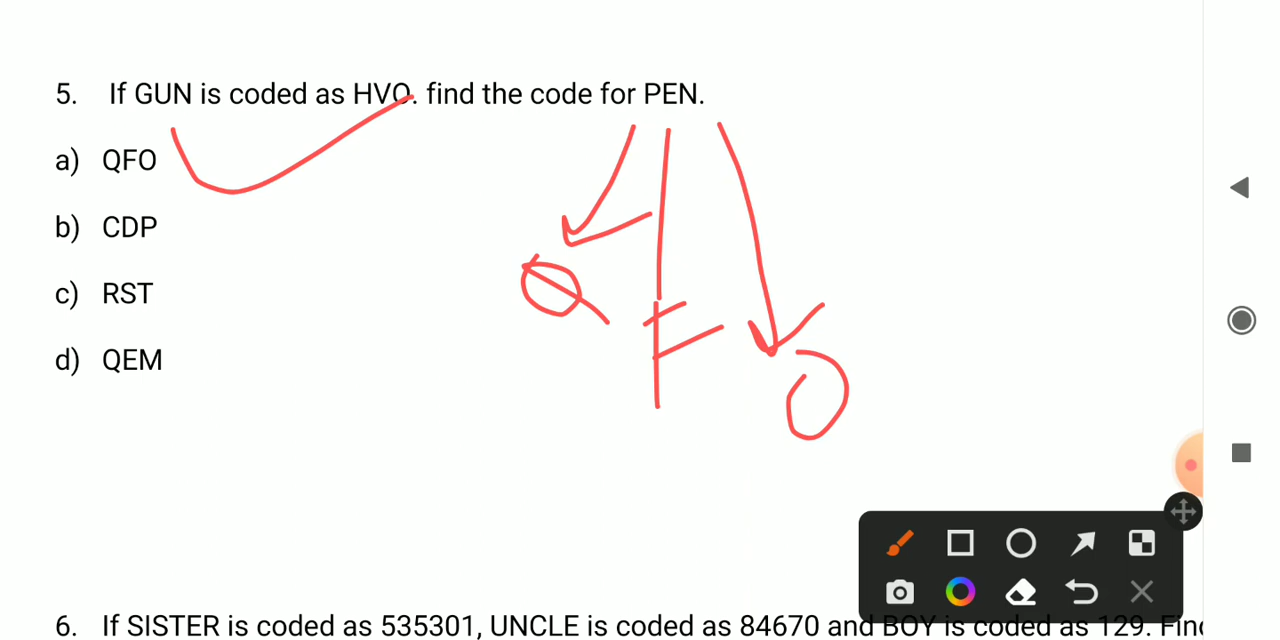 5. If GUN is coded as HVO. find the code for PEN.
a) QFO
b) CDP
c) RST
d) QEM
Q F O
6. If SISTER is coded as 535301, UNCLE is coded as 84670 and BOY is coded as 129. Find